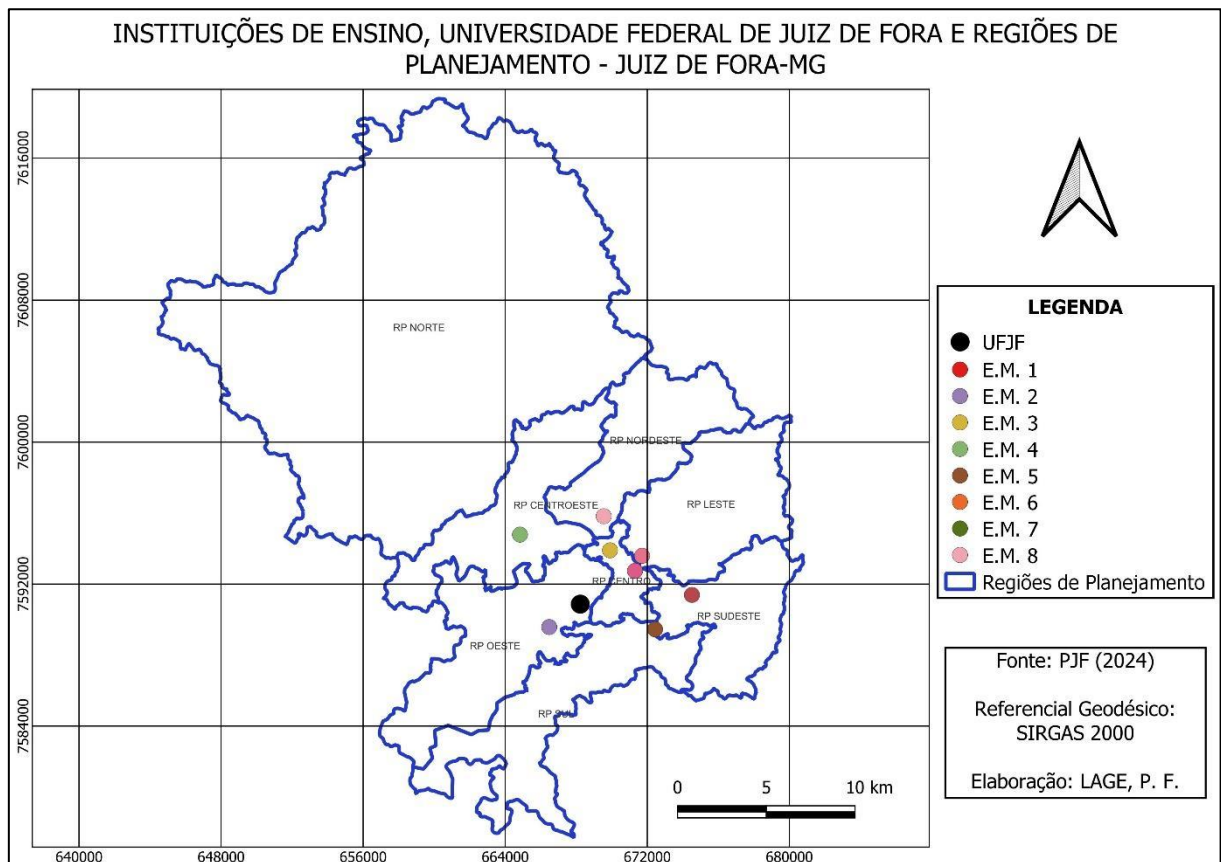 INSTITUIÇÕES DE ENSINO, UNIVERSIDADE FEDERAL DE JUIZ DE FORA E REGIÕES DE
PLANEJAMENTO - JUIZ DE FORA-MG
7616000
7608000
7600000
7592000
7584000
RP NORTE
RP NORDESTE
RP CENTROESTE
RP LESTE
RP CENTRO
RP SUDESTE
RP OESTE
RP SUL
0 5 10 km
640000 648000 656000 664000 672000 680000
LEGENDA
UFJF
E.M. 1
E.M. 2
E.M. 3
E.M. 4
E.M. 5
E.M. 6
E.M. 7
E.M. 8
Regiões de Planejamento
Fonte: PJF (2024)
Referencial Geodésico:
SIRGAS 2000
Elaboração: LAGE, P. F.